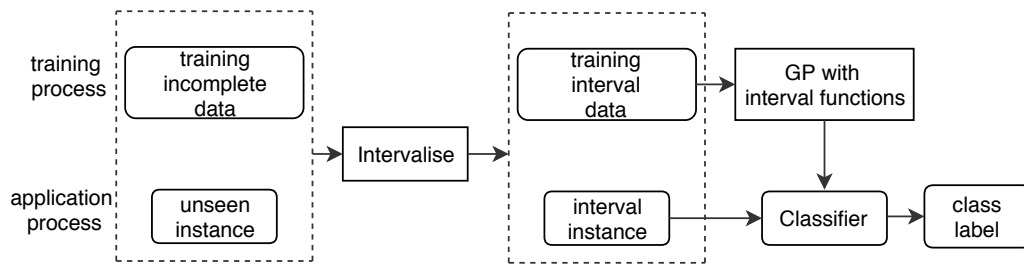 training
process
training
incomplete
data
training
interval
data
GP with
interval functions
Intervalise
application
process
unseen
instance
interval
instance
Classifier
class
label